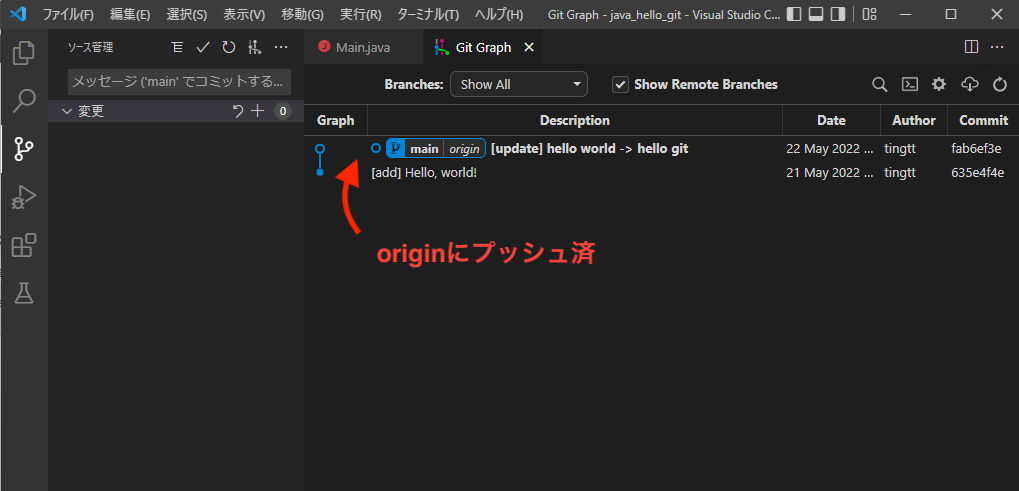 ファイル(F) 編集(E) 選択(S) 表示(V) 移動(G) 実行(R) ターミナル(T) ヘルプ(H) Git Graph - java_hello_git - Visual Studio C...
ソース管理
Main.java
Git Graph
メッセージ ('main' でコミットする...
変更 0
Branches: Show All Show Remote Branches
Graph Description Date Author Commit
main origin [update] hello world -> hello git 22 May 2022 ... tingtt fab6ef3e
[add] Hello, world! 21 May 2022 ... tingtt 635e4f4e
originにプッシュ済